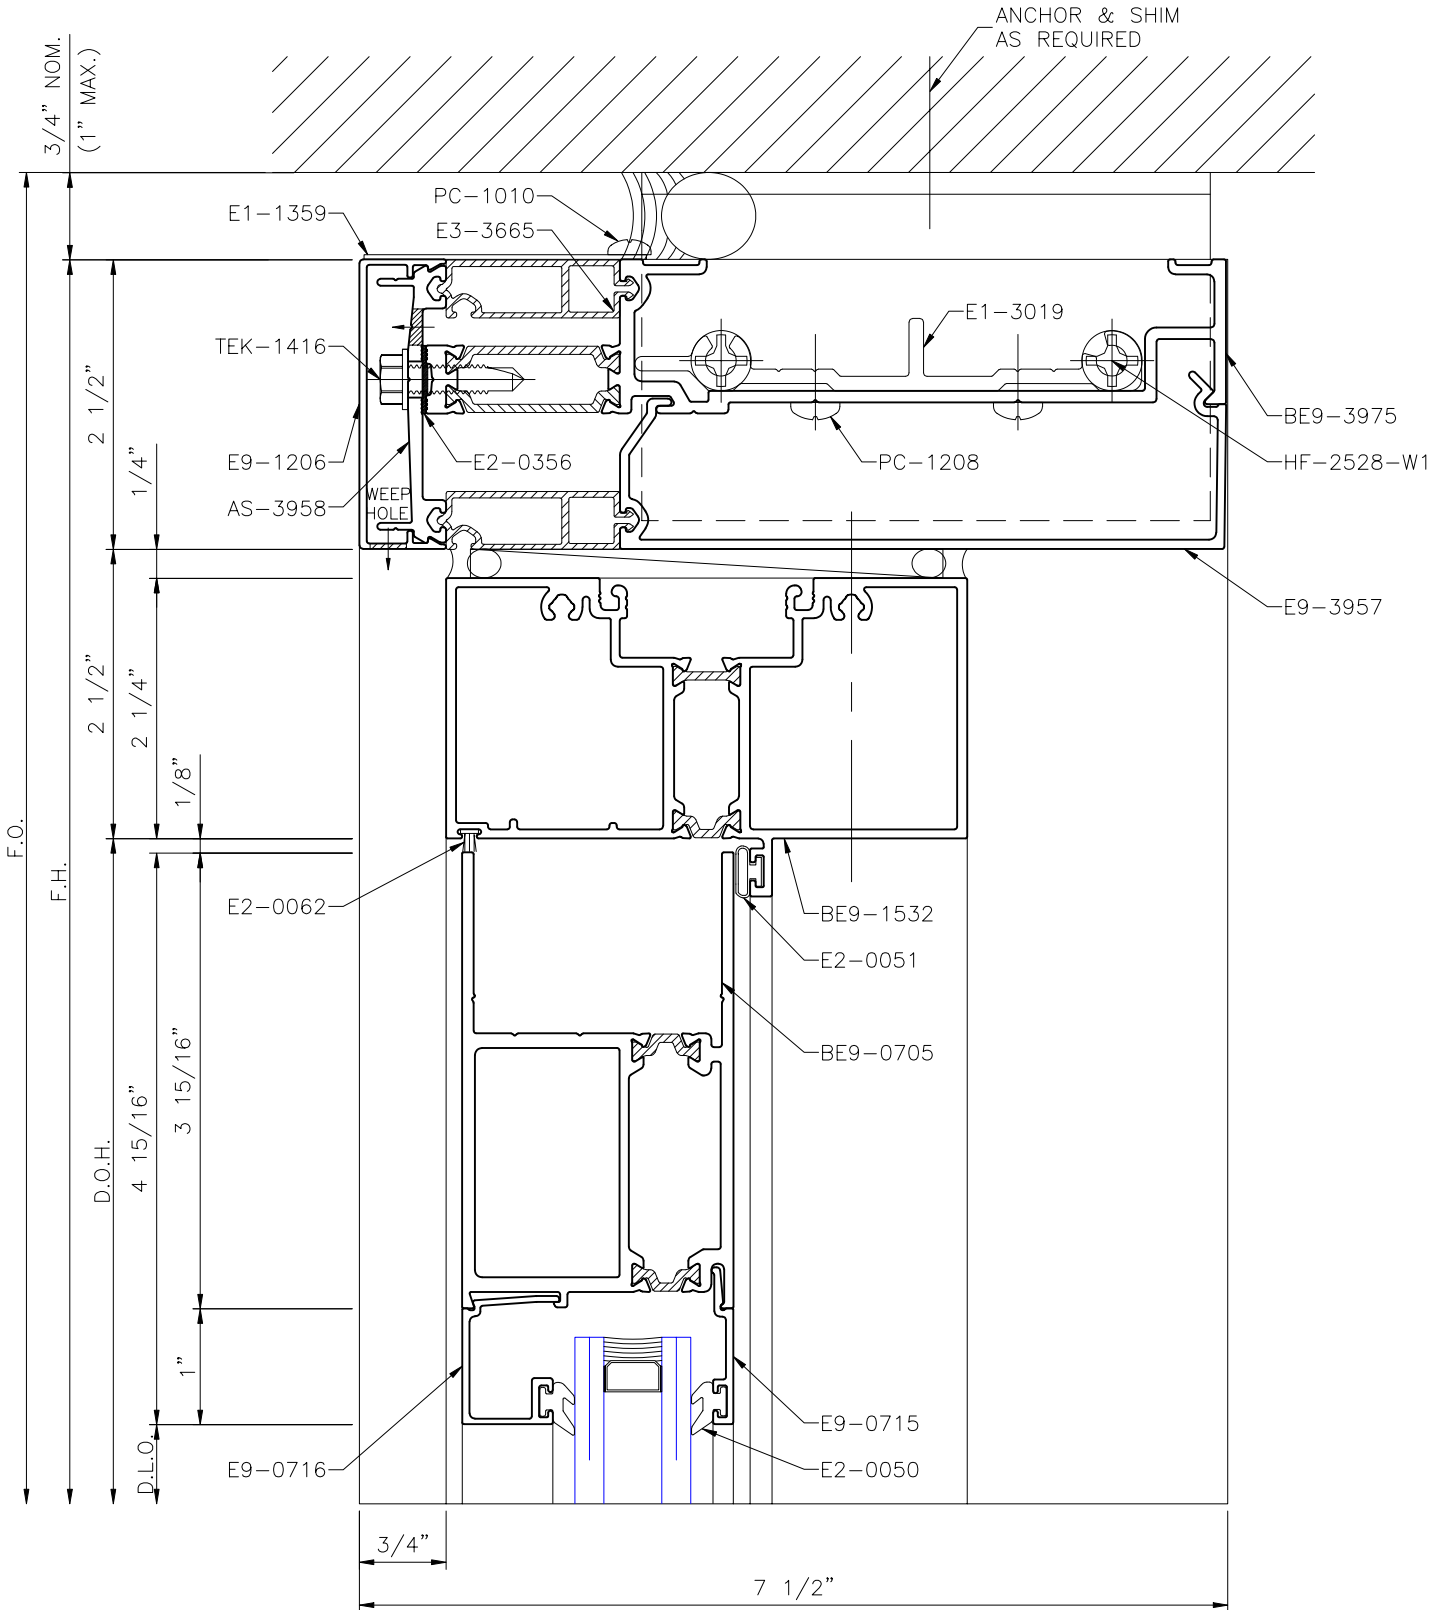 ANCHOR & SHIM
AS REQUIRED
3/4" NOM.
(1" MAX.)
PC-1010
E1-1359
E3-3665
E1-3019
TEK-1416
2 1/2"
BE9-3975
E9-1206
E2-0356
PC-1208
HF-2528-W1
1/4"
AS-3958
WEEP
HOLE
E9-3957
2 1/2"
2 1/4"
1/8"
F.O.
F.H.
E2-0062
BE9-1532
E2-0051
BE9-0705
3 15/16"
4 15/16"
D.O.H.
1"
E9-0715
D.L.O.
E9-0716
E2-0050
3/4"
7 1/2"